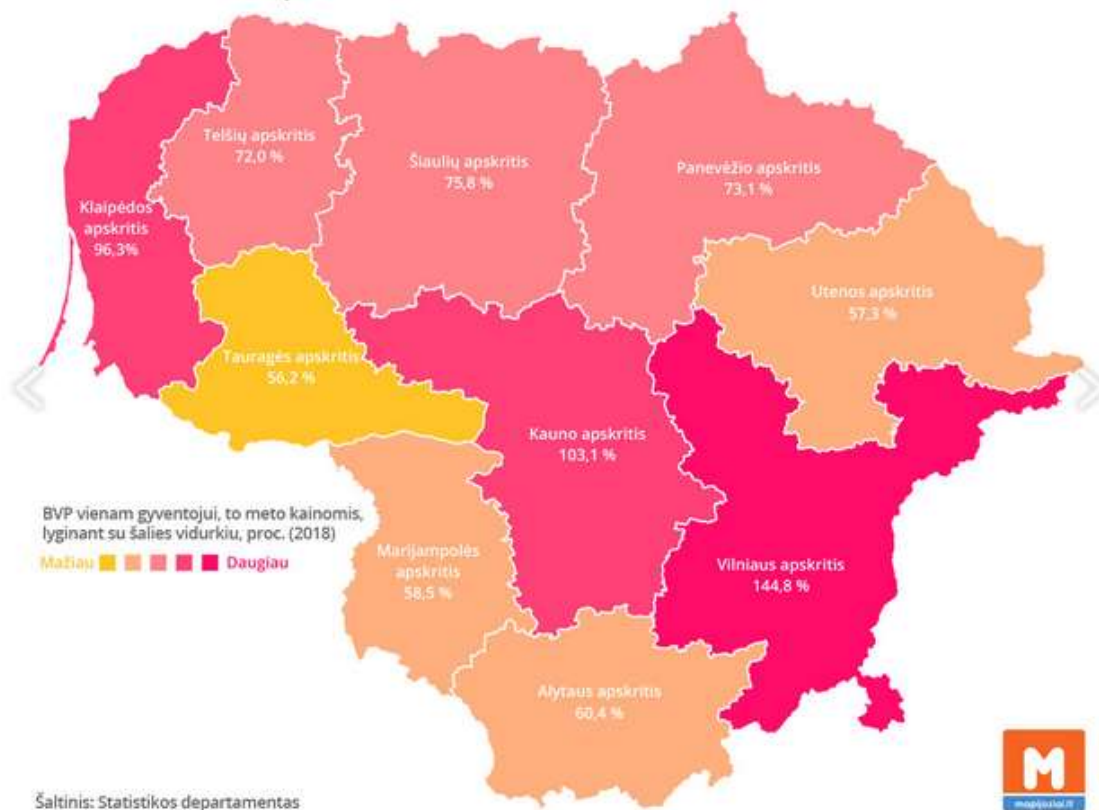 Telšių apskritis
72,0 %
Šiaulių apskritis
75,8 %
Panevėžio apskritis
73,1 %
Klaipėdos
apskritis
96,3%
Utenos apskritis
57,3 %
Tauragės apskritis
56,2 %
Kauno apskritis
103,1 %
BVP vienam gyventojui, to meto kainomis,
lyginant su šalies vidurkiu, proc. (2018)
Mažiau Daugiau
Marijampolės
apskritis
58,5 %
Vilniaus apskritis
144,8 %
Alytaus apskritis
60,4 %
M
mapijoziai.lt
Šaltinis: Statistikos departamentas